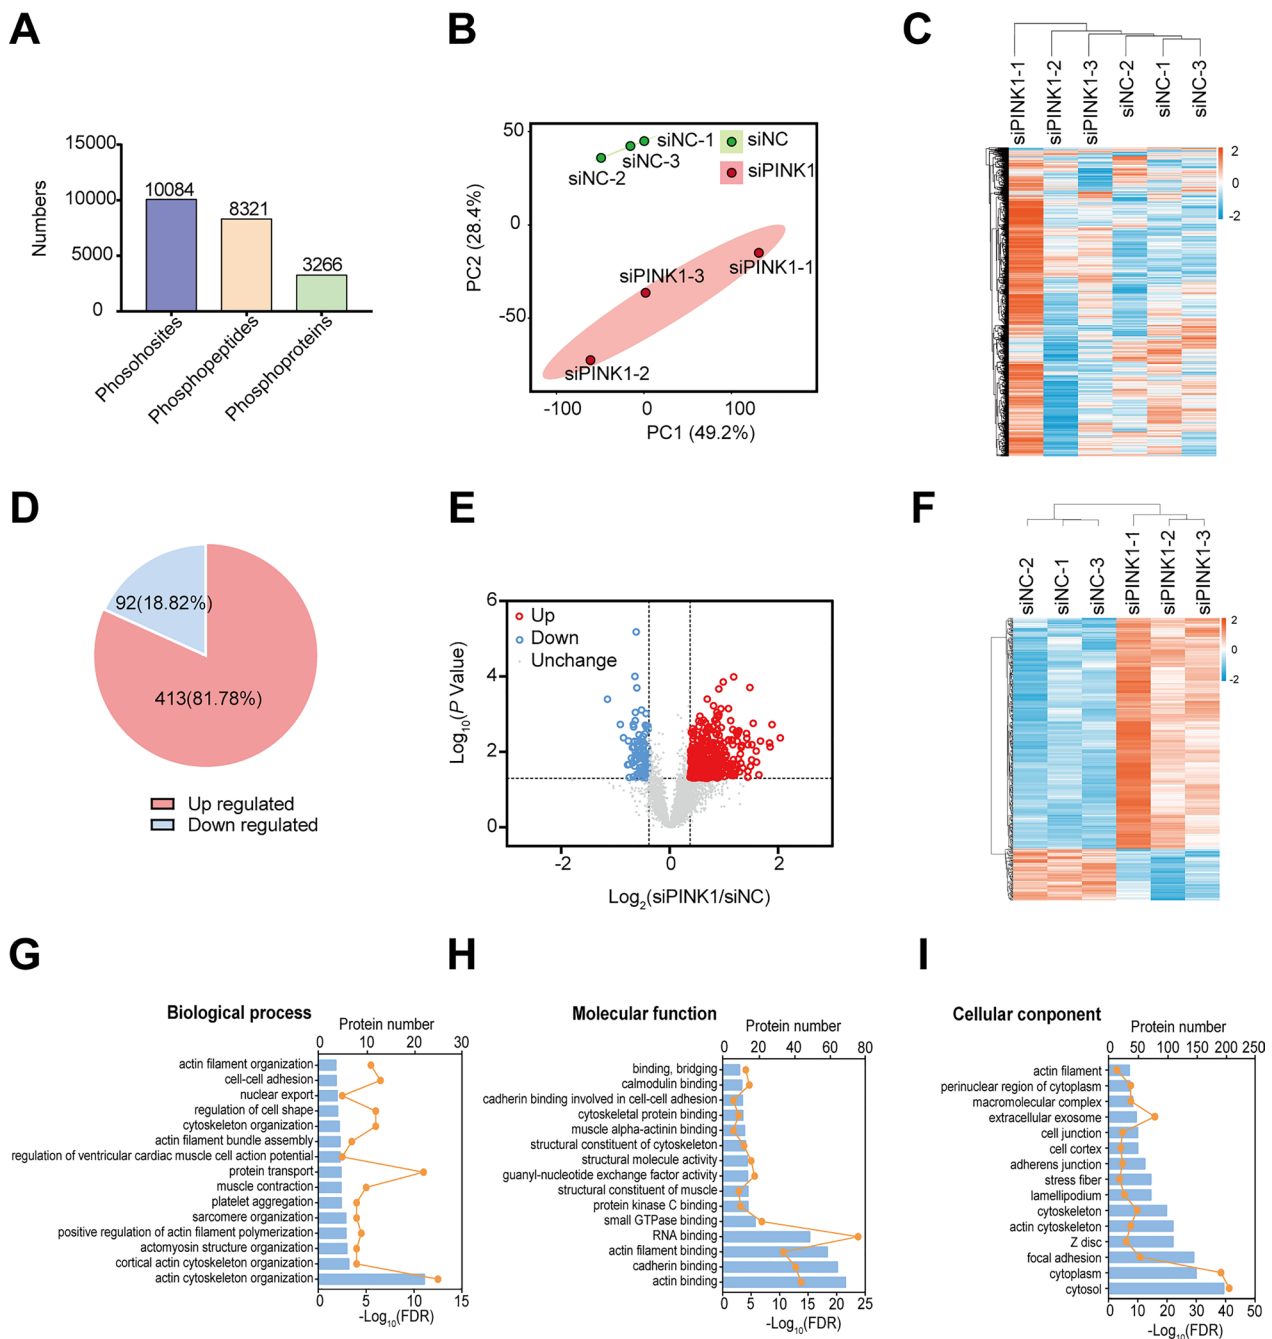 A
15000
10000
5000
0
Numbers
10084
8321
3266
Phosohosites
Phosphopeptides
Phosphoproteins
B
50
0
-50
PC2 (28.4%)
siNC-1
siNC-3
siNC-2
siNC
siPINK1
siPINK1-1
siPINK1-3
siPINK1-2
-100
0
100
PC1 (49.2%)
C
siPINK1-1
siPINK1-2
siPINK1-3
siNC-2
siNC-1
siNC-3
2
0
-2
D
92(18.82%)
413(81.78%)
Up regulated
Down regulated
E
6
4
2
0
Log10(P Value)
Up
Down
Unchange
-2
0
2
Log2(siPINK1/siNC)
F
siNC-2
siNC-1
siNC-3
siPINK1-1
siPINK1-2
siPINK1-3
2
0
-2
G
Biological process
Protein number
0 10 20 30
actin filament organization
cell-cell adhesion
nuclear export
regulation of cell shape
cytoskeleton organization
actin filament bundle assembly
regulation of ventricular cardiac muscle cell action potential
protein transport
muscle contraction
platelet aggregation
sarcomere organization
positive regulation of actin filament polymerization
actomyosin structure organization
cortical actin cytoskeleton organization
actin cytoskeleton organization
0 5 10 15
-Log10(FDR)
H
Molecular function
Protein number
0 20 40 60 80
binding, bridging
calmodulin binding
cadherin binding involved in cell-cell adhesion
cytoskeletal protein binding
muscle alpha-actinin binding
structural constituent of cytoskeleton
structural molecule activity
guanyl-nucleotide exchange factor activity
structural constituent of muscle
protein kinase C binding
small GTPase binding
RNA binding
actin filament binding
cadherin binding
actin binding
0 5 10 15 20 25
-Log10(FDR)
I
Cellular component
Protein number
0 50 100 150 200 250
actin filament
perinuclear region of cytoplasm
macromolecular complex
extracellular exosome
cell junction
cell cortex
adherens junction
stress fiber
lamellipodium
cytoskeleton
actin cytoskeleton
Z disc
focal adhesion
cytoplasm
cytosol
0 10 20 30 40 50
-Log10(FDR)